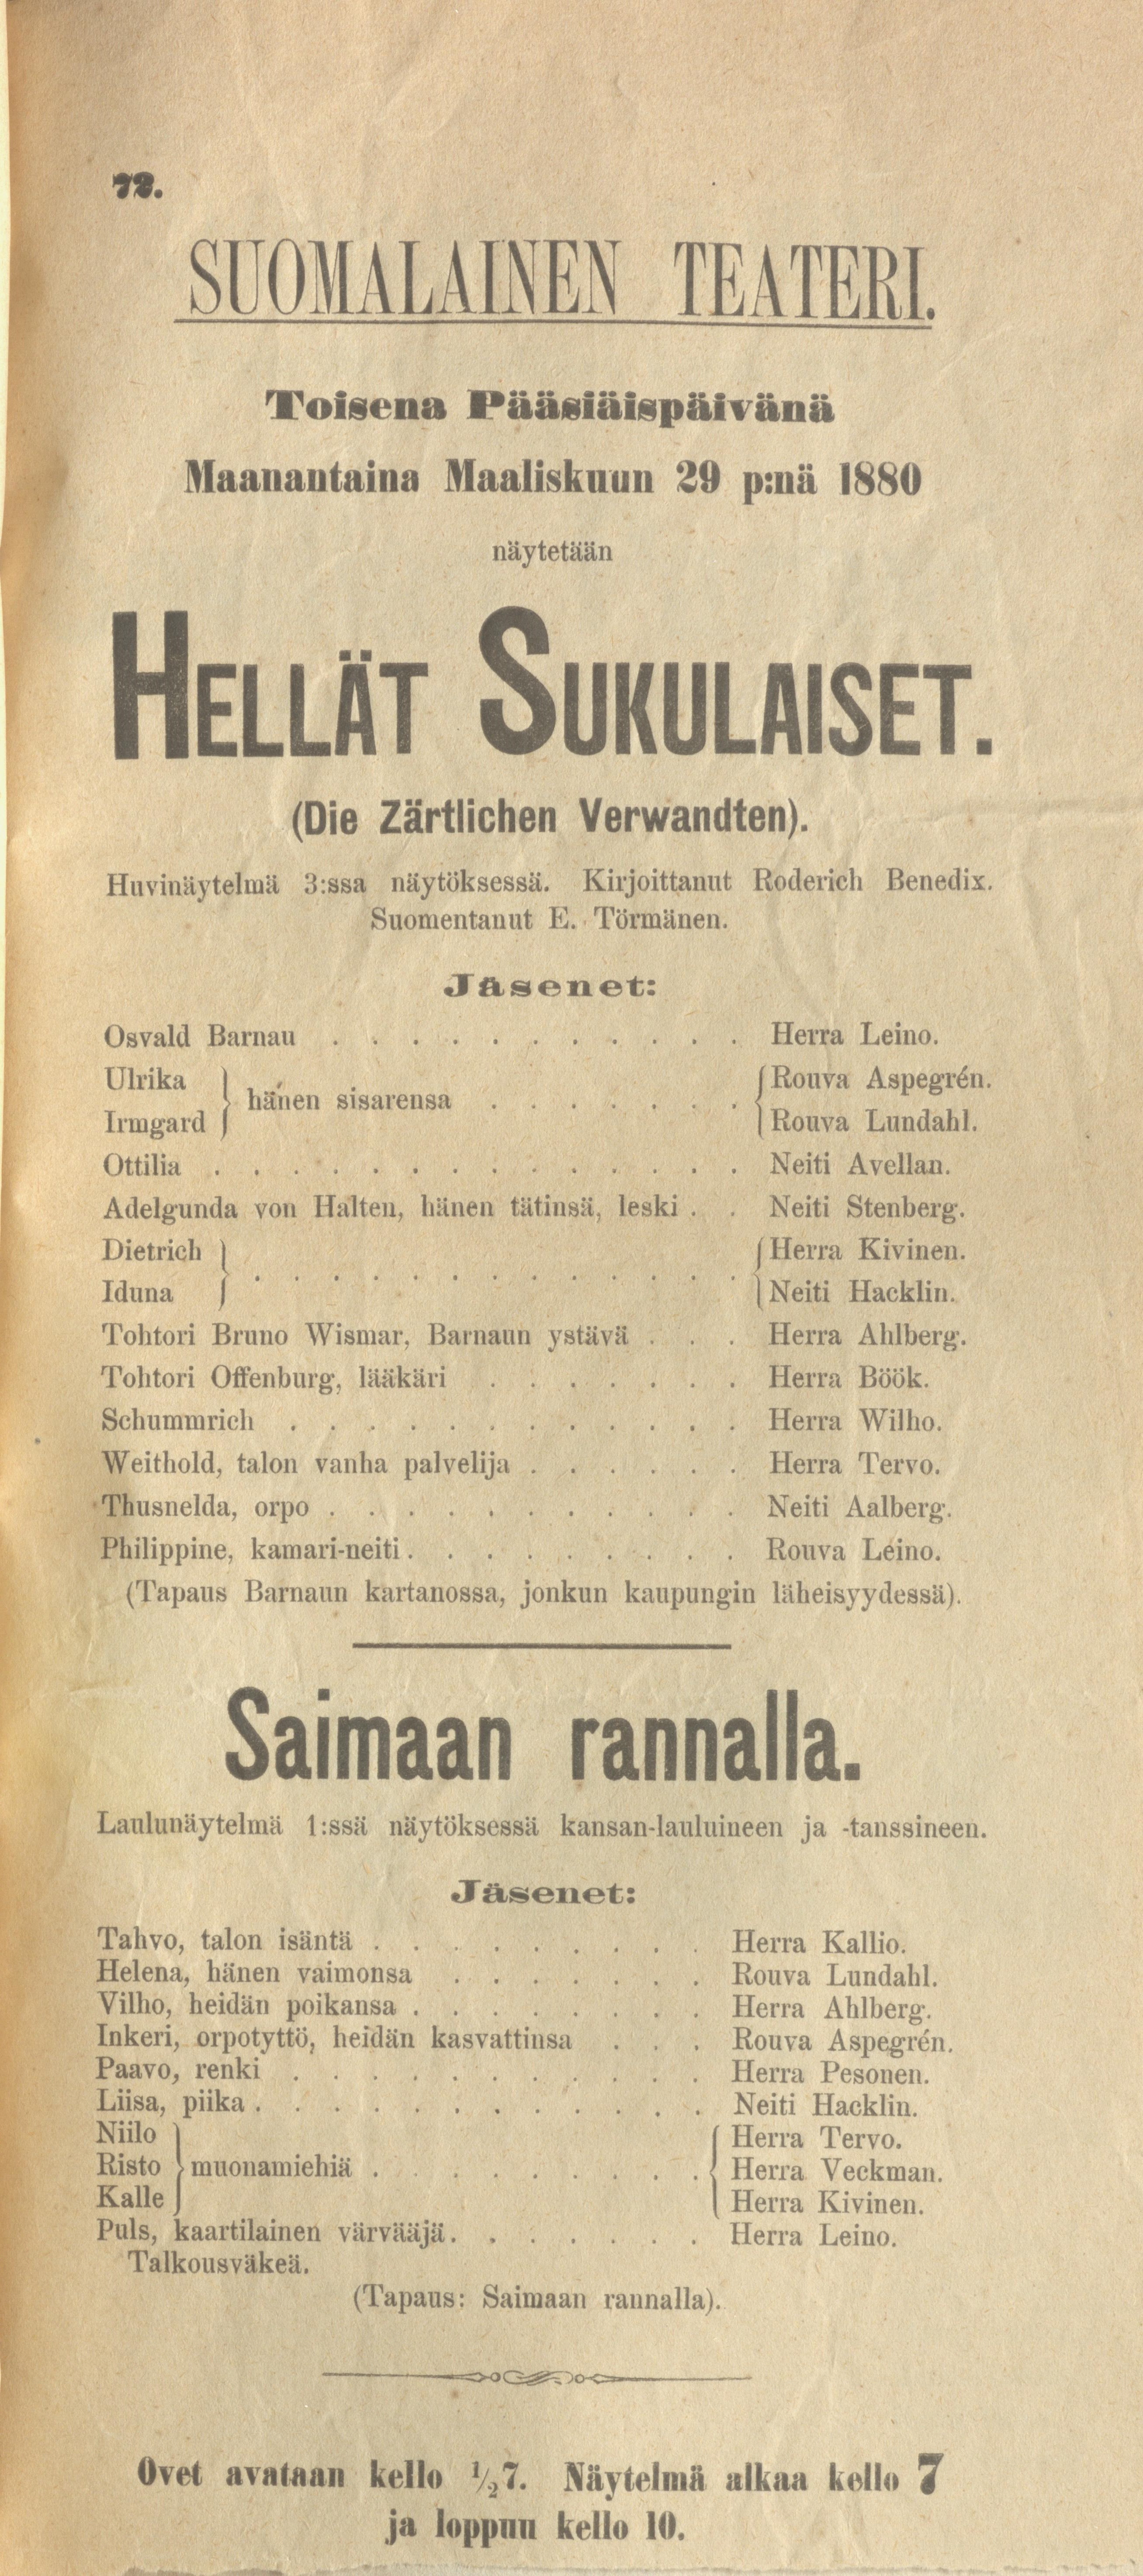 72.
SUOMALAINEN TEATERI.
Toisena Pääsiäispäivänä
Maanantaina Maaliskuun 29 p:nä 1880
näytetään
HELLÄT SUKULAISET.
(Die Zärtlichen Verwandten).
Huvinäytelmä 3:ssa näytöksessä. Kirjoittanut Roderich Benedix.
Suomentanut E. Törmänen.
Jäsenet:
Osvald Barnau . . . . . . . . . . . Herra Leino.
Ulrika } hänen sisarensa . . . . . . . { Rouva Aspegrén.
Irmgard } { Rouva Lundahl.
Ottilia . . . . . . . . . . . . . . Neiti Avellan.
Adelgunda von Halten, hänen tätinsä, leski . . Neiti Stenberg.
Dietrich } . . . . . . . . . . . . . { Herra Kivinen.
Iduna } { Neiti Hacklin.
Tohtori Bruno Wismar, Barnaun ystävä . . . Herra Ahlberg.
Tohtori Offenburg, lääkäri . . . . . . . Herra Böök.
Schummrich . . . . . . . . . . . . Herra Wilho.
Weithold, talon vanha palvelija . . . . . . Herra Tervo.
Thusnelda, orpo . . . . . . . . . . . Neiti Aalberg.
Philippine, kamari-neiti . . . . . . . . . Rouva Leino.
(Tapaus Barnaun kartanossa, jonkun kaupungin läheisyydessä).
Saimaan rannalla.
Laulunäytelmä 1:ssä näytöksessä kansan-lauluineen ja -tanssineen.
Jäsenet:
Tahvo, talon isäntä . . . . . . . . . Herra Kallio.
Helena, hänen vaimonsa . . . . . . . Rouva Lundahl.
Vilho, heidän poikansa . . . . . . . . Herra Ahlberg.
Inkeri, orpotyttö, heidän kasvattinsa . . . Rouva Aspegrén.
Paavo, renki . . . . . . . . . . . Herra Pesonen.
Liisa, piika . . . . . . . . . . . . Neiti Hacklin.
Niilo } { Herra Tervo.
Risto } muonamiehiä . . . . . . . . . { Herra Veckman.
Kalle } { Herra Kivinen.
Puls, kaartilainen värvääjä . . . . . . . Herra Leino.
Talkousväkeä.
(Tapaus: Saimaan rannalla).
Ovet avataan kello 1/2 7. Näytelmä alkaa kello 7
ja loppuu kello 10.